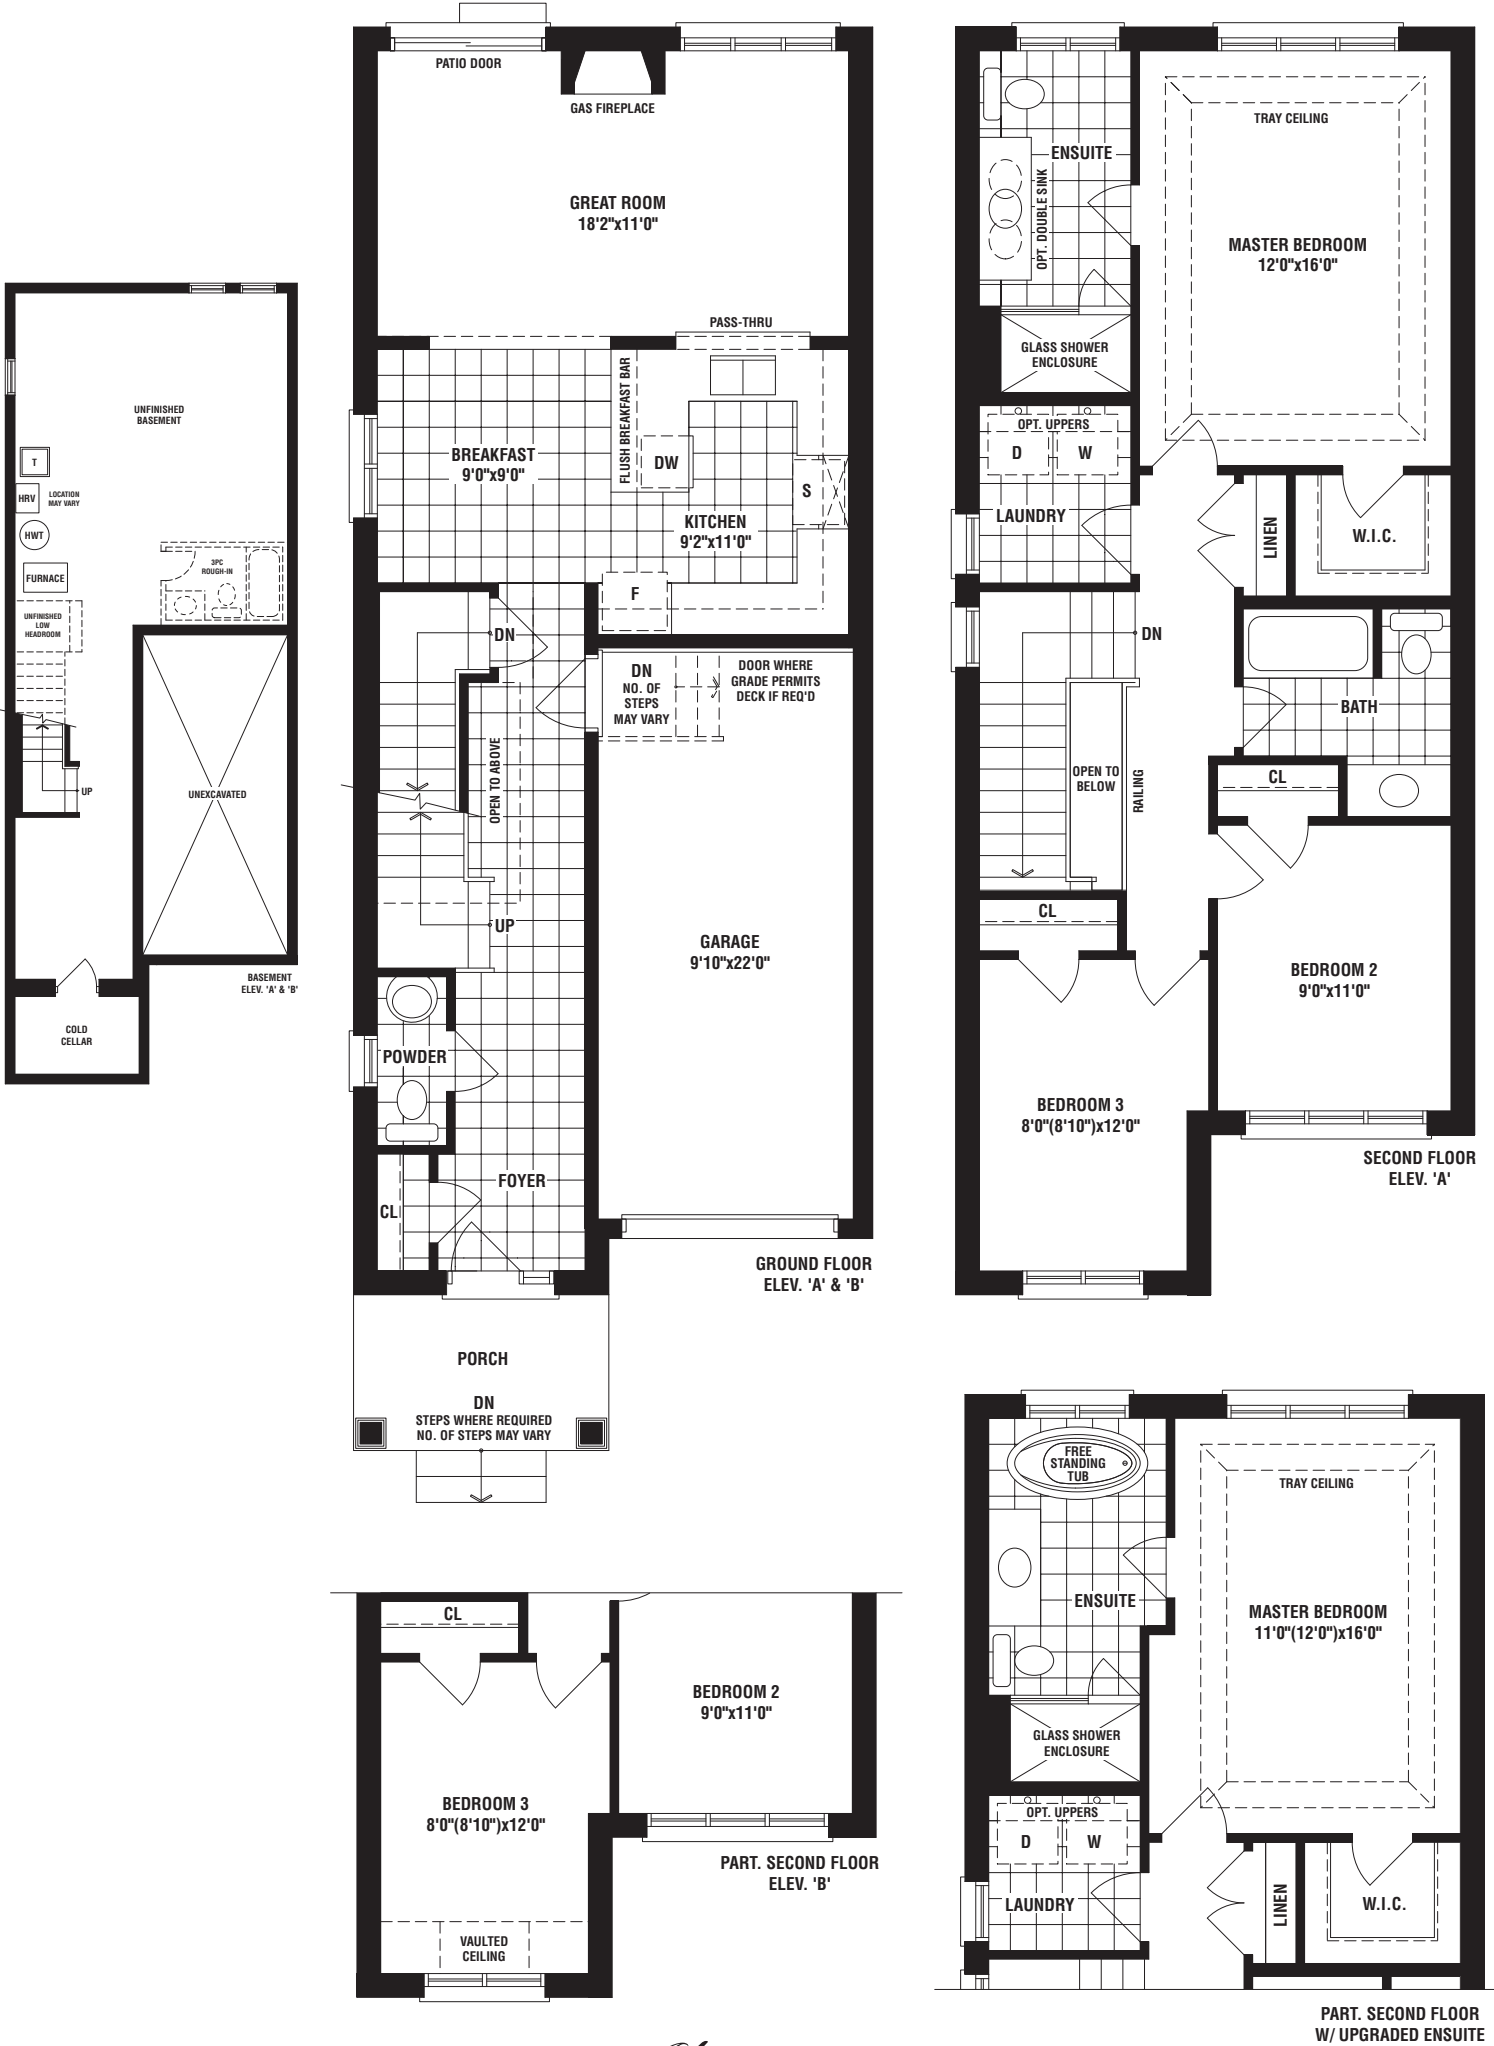 UNFINISHED
BASEMENT
T
HRV
LOCATION
MAY VARY
HWT
FURNACE
3PC
ROUGH-IN
UNFINISHED
LOW
HEADROOM
UP
UNEXCAVATED
BASEMENT
ELEV. 'A' & 'B'
COLD
CELLAR
PATIO DOOR
GAS FIREPLACE
GREAT ROOM
18'2"x11'0"
PASS-THRU
FLUSH BREAKFAST BAR
BREAKFAST
9'0"x9'0"
DW
S
KITCHEN
9'2"x11'0"
F
DN
DN
NO. OF
STEPS
MAY VARY
DOOR WHERE
GRADE PERMITS
DECK IF REQ'D
OPEN TO ABOVE
UP
GARAGE
9'10"x22'0"
POWDER
FOYER
CL
GROUND FLOOR
ELEV. 'A' & 'B'
PORCH
DN
STEPS WHERE REQUIRED
NO. OF STEPS MAY VARY
ENSUITE
OPT. DOUBLE SINK
TRAY CEILING
MASTER BEDROOM
12'0"x16'0"
GLASS SHOWER
ENCLOSURE
OPT. UPPERS
D
W
LAUNDRY
LINEN
W.I.C.
DN
BATH
OPEN TO
BELOW
RAILING
CL
CL
BEDROOM 2
9'0"x11'0"
BEDROOM 3
8'0"(8'10")x12'0"
SECOND FLOOR
ELEV. 'A'
CL
BEDROOM 2
9'0"x11'0"
BEDROOM 3
8'0"(8'10")x12'0"
PART. SECOND FLOOR
ELEV. 'B'
VAULTED
CEILING
FREE
STANDING
TUB
TRAY CEILING
ENSUITE
MASTER BEDROOM
11'0"(12'0")x16'0"
GLASS SHOWER
ENCLOSURE
OPT. UPPERS
D
W
LAUNDRY
LINEN
W.I.C.
PART. SECOND FLOOR
W/ UPGRADED ENSUITE